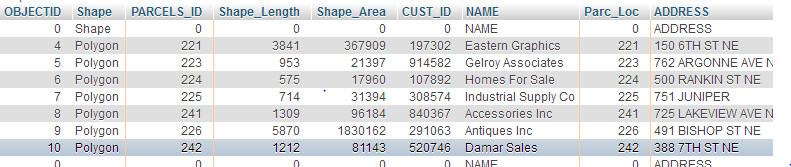 OBJECTID Shape PARCELS_ID Shape_Length Shape_Area CUST_ID NAME Parc_Loc ADDRESS
0 Shape 0 0 0 0 NAME 0 ADDRESS
4 Polygon 221 3841 367909 197302 Eastern Graphics 221 150 6TH ST NE
5 Polygon 223 953 21397 914582 Gelroy Associates 223 762 ARGONNE AVE N
6 Polygon 224 575 17960 107892 Homes For Sale 224 500 RANKIN ST NE
7 Polygon 225 714 31394 308574 Industrial Supply Co 225 751 JUNIPER
8 Polygon 241 1309 96184 840367 Accessories Inc 241 725 LAKEVIEW AVE N
9 Polygon 226 5870 1830162 291063 Antiques Inc 226 491 BISHOP ST NE
10 Polygon 242 1212 81143 520746 Damar Sales 242 388 7TH ST NE
0 Shape 0 0 0 0 NAME 0 ADDRESS